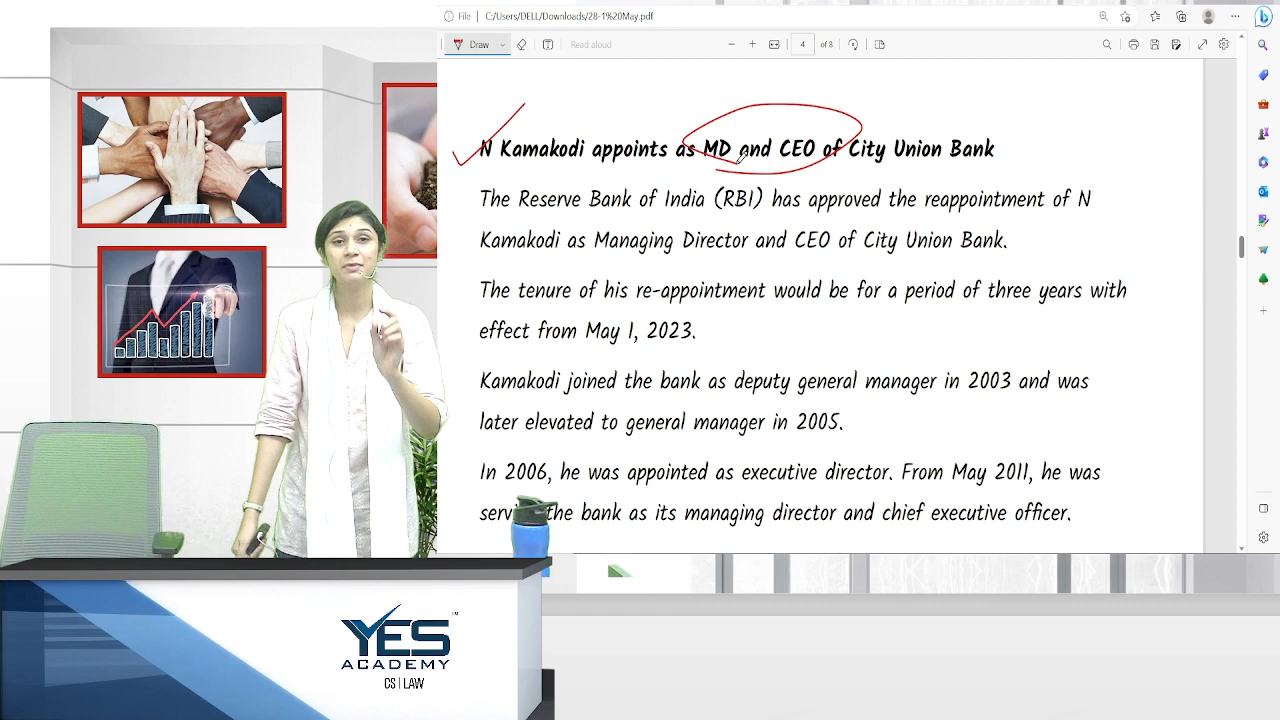 File
C:/Users/DELL/Downloads/28-1%20May.pdf
Draw
Read aloud
4
of 8
N Kamakodi appoints as MD and CEO of City Union Bank
The Reserve Bank of India (RBI) has approved the reappointment of N
Kamakodi as Managing Director and CEO of City Union Bank.
The tenure of his re-appointment would be for a period of three years with
effect from May 1, 2023.
Kamakodi joined the bank as deputy general manager in 2003 and was
later elevated to general manager in 2005.
In 2006, he was appointed as executive director. From May 2011, he was
the bank as its managing director and chief executive officer.
YES
ACADEMY
CS | LAW